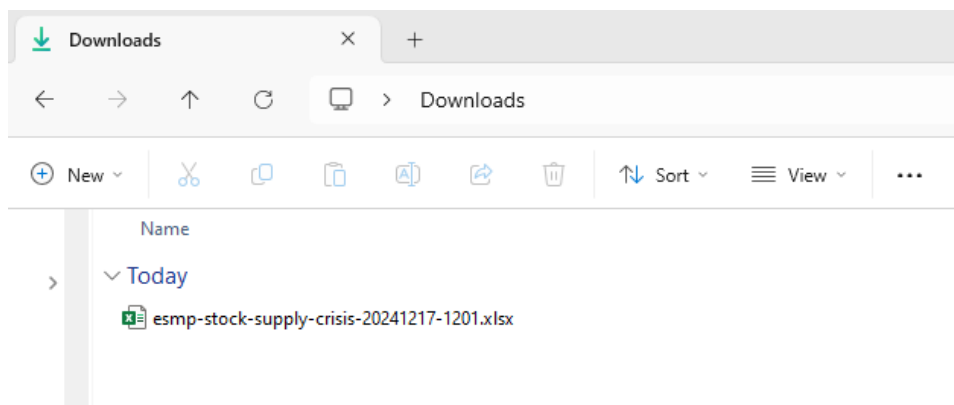 Downloads
Downloads
New Sort View
Name
Today
esmp-stock-supply-crisis-20241217-1201.xlsx